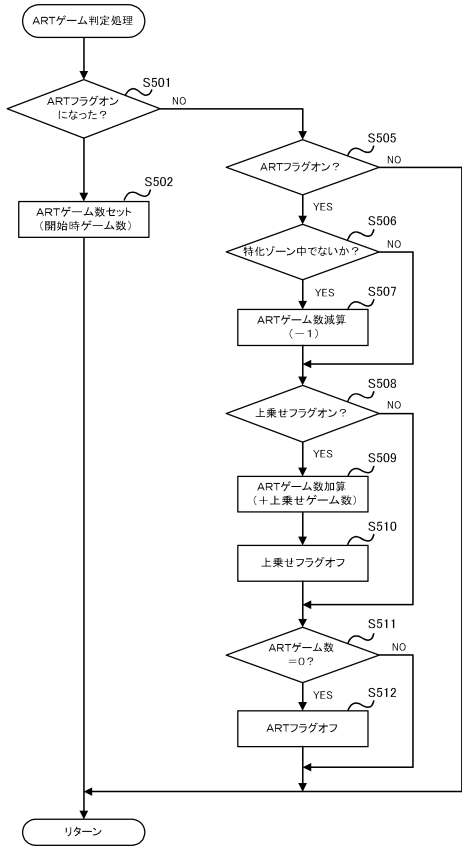 ARTゲーム判定処理
S501
ARTフラグオン
になった？
NO
S502
ARTゲーム数セット
（開始時ゲーム数）
S505
ARTフラグオン？
NO
YES
S506
特化ゾーン中でないか？
NO
YES
S507
ARTゲーム数減算
（－1）
S508
上乗せフラグオン？
NO
YES
S509
ARTゲーム数加算
（＋上乗せゲーム数）
S510
上乗せフラグオフ
S511
ARTゲーム数
＝0？
NO
YES
S512
ARTフラグオフ
リターン